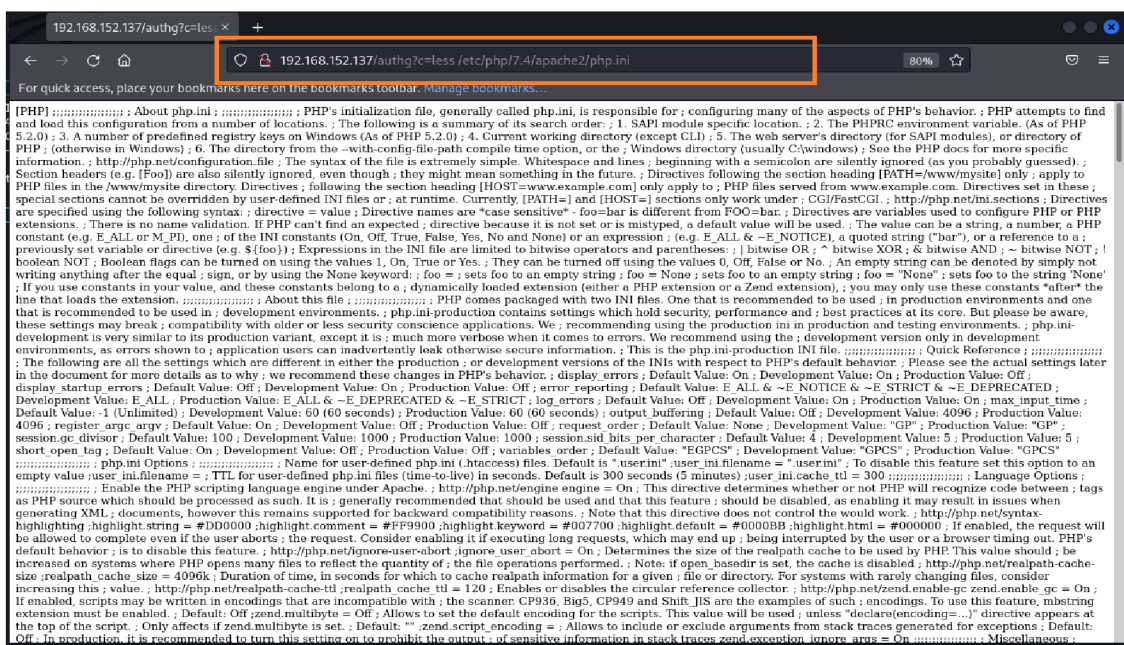 192.168.152.137/authg?c=les
192.168.152.137/authg?c=less /etc/php/7.4/apache2/php.ini
80%
For quick access, place your bookmarks here on the bookmarks toolbar. Manage bookmarks...
[PHP] ;;;;;;;;;;;;;;;;;;; ; About php.ini ; ;;;;;;;;;;;;;;;;;;; ; PHP's initialization file, generally called php.ini, is responsible for ; configuring many of the aspects of PHP's behavior. ; PHP attempts to find
and load this configuration from a number of locations. ; The following is a summary of its search order: ; 1. SAPI module specific location. ; 2. The PHPRC environment variable. (As of PHP
5.2.0) ; 3. A number of predefined registry keys on Windows (As of PHP 5.2.0) ; 4. Current working directory (except CLI) ; 5. The web server's directory (for SAPI modules), or directory of
PHP ; (otherwise in Windows) ; 6. The directory from the --with-config-file-path compile time option, or the ; Windows directory (usually C:\windows) ; See the PHP docs for more specific
information. ; http://php.net/configuration.file ; The syntax of the file is extremely simple. Whitespace and lines ; beginning with a semicolon are silently ignored (as you probably guessed). ;
Section headers (e.g. [Foo]) are also silently ignored, even though ; they might mean something in the future. ; Directives following the section heading [PATH=/www/mysite] only ; apply to
PHP files in the /www/mysite directory. Directives ; following the section heading [HOST=www.example.com] only apply to ; PHP files served from www.example.com. Directives set in these ;
special sections cannot be overridden by user-defined INI files or ; at runtime. Currently, [PATH=] and [HOST=] sections only work under ; CGI/FastCGI. ; http://php.net/ini.sections ; Directives
are specified using the following syntax: ; directive = value ; Directive names are *case sensitive* - foo=bar is different from FOO=bar. ; Directives are variables used to configure PHP or PHP
extensions. ; There is no name validation. If PHP can't find an expected ; directive because it is not set or is mistyped, a default value will be used. ; The value can be a string, a number, a PHP
constant (e.g. E_ALL or M_PI), one ; of the INI constants (On, Off, True, False, Yes, No and None) or an expression ; (e.g. E_ALL & ~E_NOTICE), a quoted string ("bar"), or a reference to a ;
previously set variable or directive (e.g. ${foo}) ; Expressions in the INI file are limited to bitwise operators and parentheses: ; | bitwise OR ; ^ bitwise XOR ; & bitwise AND ; ~ bitwise NOT ; !
boolean NOT ; Boolean flags can be turned on using the values 1, On, True or Yes. ; They can be turned off using the values 0, Off, False or No. ; An empty string can be denoted by simply not
writing anything after the equal ; sign, or by using the None keyword: ; foo = ; sets foo to an empty string ; foo = None ; sets foo to an empty string ; foo = "None" ; sets foo to the string 'None'
; If you use constants in your value, and these constants belong to a ; dynamically loaded extension (either a PHP extension or a Zend extension), ; you may only use these constants *after* the
line that loads the extension. ;;;;;;;;;;;;;;;;;;; ; About this file ; ;;;;;;;;;;;;;;;;;;; ; PHP comes packaged with two INI files. One that is recommended to be used ; in production environments and one
that is recommended to be used in ; development environments. ; php.ini-production contains settings which hold security, performance and ; best practices at its core. But please be aware,
these settings may break ; compatibility with older or less security conscience applications. We ; recommending using the production ini in production and testing environments. ; php.ini-
development is very similar to its production variant, except it is ; much more verbose when it comes to errors. We recommend using the ; development version only in development
environments, as errors shown to ; application users can inadvertently leak otherwise secure information. ; This is the php.ini-production INI file. ;;;;;;;;;;;;;;;;;;; ; Quick Reference ; ;;;;;;;;;;;;;;;;;;;
; The following are all the settings which are different in either the production ; or development versions of the INIs with respect to PHP's default behavior. ; Please see the actual settings later
in the document for more details as to why ; we recommend these changes in PHP's behavior. ; display_errors ; Default Value: On ; Development Value: On ; Production Value: Off ;
display_startup_errors ; Default Value: Off ; Development Value: On ; Production Value: Off ; error_reporting ; Default Value: E_ALL & ~E_NOTICE & ~E_STRICT & ~E_DEPRECATED ;
Development Value: E_ALL ; Production Value: E_ALL & ~E_DEPRECATED & ~E_STRICT ; log_errors ; Default Value: Off ; Development Value: On ; Production Value: On ; max_input_time ;
Default Value: -1 (Unlimited) ; Development Value: 60 (60 seconds) ; Production Value: 60 (60 seconds) ; output_buffering ; Default Value: Off ; Development Value: 4096 ; Production Value:
4096 ; register_argc_argv ; Default Value: On ; Development Value: Off ; Production Value: Off ; request_order ; Default Value: None ; Development Value: "GP" ; Production Value: "GP" ;
session.gc_divisor ; Default Value: 100 ; Development Value: 1000 ; Production Value: 1000 ; session.sid_bits_per_character ; Default Value: 4 ; Development Value: 5 ; Production Value: 5 ;
short_open_tag ; Default Value: On ; Development Value: Off ; Production Value: Off ; variables_order ; Default Value: "EGPCS" ; Development Value: "GPCS" ; Production Value: "GPCS"
;;;;;;;;;;;;;;;;;;; ; php.ini Options ; ;;;;;;;;;;;;;;;;;;; ; Name for user-defined php.ini (.htaccess) files. Default is ".user.ini" ;user_ini.filename = ".user.ini" ; To disable this feature set this option to an
empty value ;user_ini.filename = ; TTL for user-defined php.ini files (time-to-live) in seconds. Default is 300 seconds (5 minutes) ;user_ini.cache_ttl = 300 ;;;;;;;;;;;;;;;;;;; ; Language Options ;
;;;;;;;;;;;;;;;;;;; ; Enable the PHP scripting language engine under Apache. ; http://php.net/engine engine = On ; This directive determines whether or not PHP will recognize code between ; tags
as PHP source which should be processed as such. It is ; generally recommended that should be used and that this feature ; should be disabled, as enabling it may result in issues when
generating XML ; documents, however this remains supported for backward compatibility reasons. ; Note that this directive does not control the would work. ; http://php.net/syntax-
highlighting ;highlight.string = #DD0000 ;highlight.comment = #FF9900 ;highlight.keyword = #007700 ;highlight.default = #0000BB ;highlight.html = #000000 ; If enabled, the request will
be allowed to complete even if the user aborts ; the request. Consider enabling it if executing long requests, which may end up ; being interrupted by the user or a browser timing out. PHP's
default behavior ; is to disable this feature. ; http://php.net/ignore-user-abort ;ignore_user_abort = On ; Determines the size of the realpath cache to be used by PHP. This value should ; be
increased on systems where PHP opens many files to reflect the quantity of ; the file operations performed. ; Note: if open_basedir is set, the cache is disabled ; http://php.net/realpath-cache-
size ;realpath_cache_size = 4096k ; Duration of time, in seconds for which to cache realpath information for a given ; file or directory. For systems with rarely changing files, consider
increasing this ; value. ; http://php.net/realpath-cache-ttl ;realpath_cache_ttl = 120 ; Enables or disables the circular reference collector. ; http://php.net/zend.enable-gc zend.enable_gc = On ;
If enabled, scripts may be written in encodings that are incompatible with ; the scanner. CP936, Big5, CP949 and Shift_JIS are the examples of such ; encodings. To use this feature, mbstring
extension must be enabled. ; Default: Off ;zend.multibyte = Off ; Allows to set the default encoding for the scripts. This value will be used ; unless "declare(encoding=...)" directive appears at
the top of the script. ; Only affects if zend.multibyte is set. ; Default: "" ;zend.script_encoding = ; Allows to include or exclude arguments from stack traces generated for exceptions ; Default:
Off ; In production, it is recommended to turn this setting on to prohibit the output ; of sensitive information in stack traces zend.exception_ignore_args = On ;;;;;;;;;;;;;;;;;;; ; Miscellaneous ;